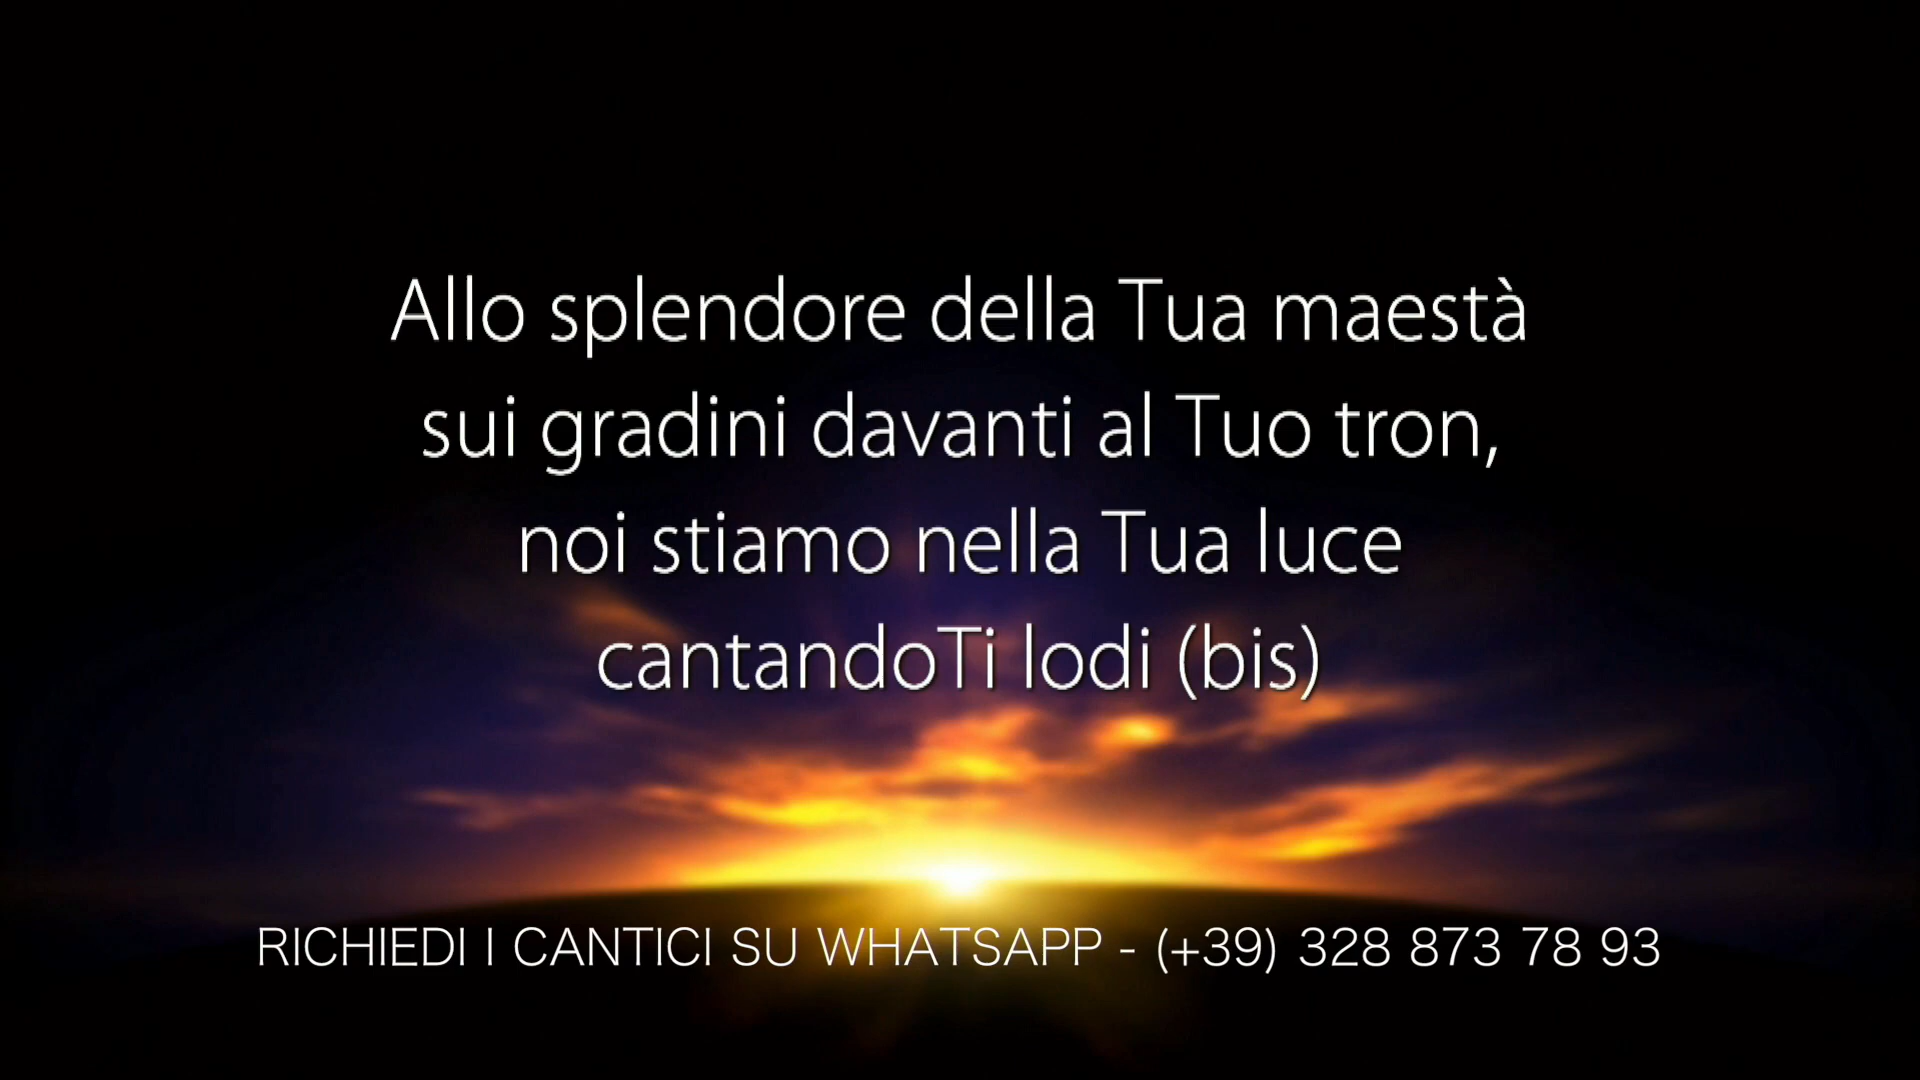 Allo splendore della Tua maestà
sui gradini davanti al Tuo tron,
noi stiamo nella Tua luce
cantandoTi lodi (bis)
RICHIEDI I CANTICI SU WHATSAPP - (+39) 328 873 78 93